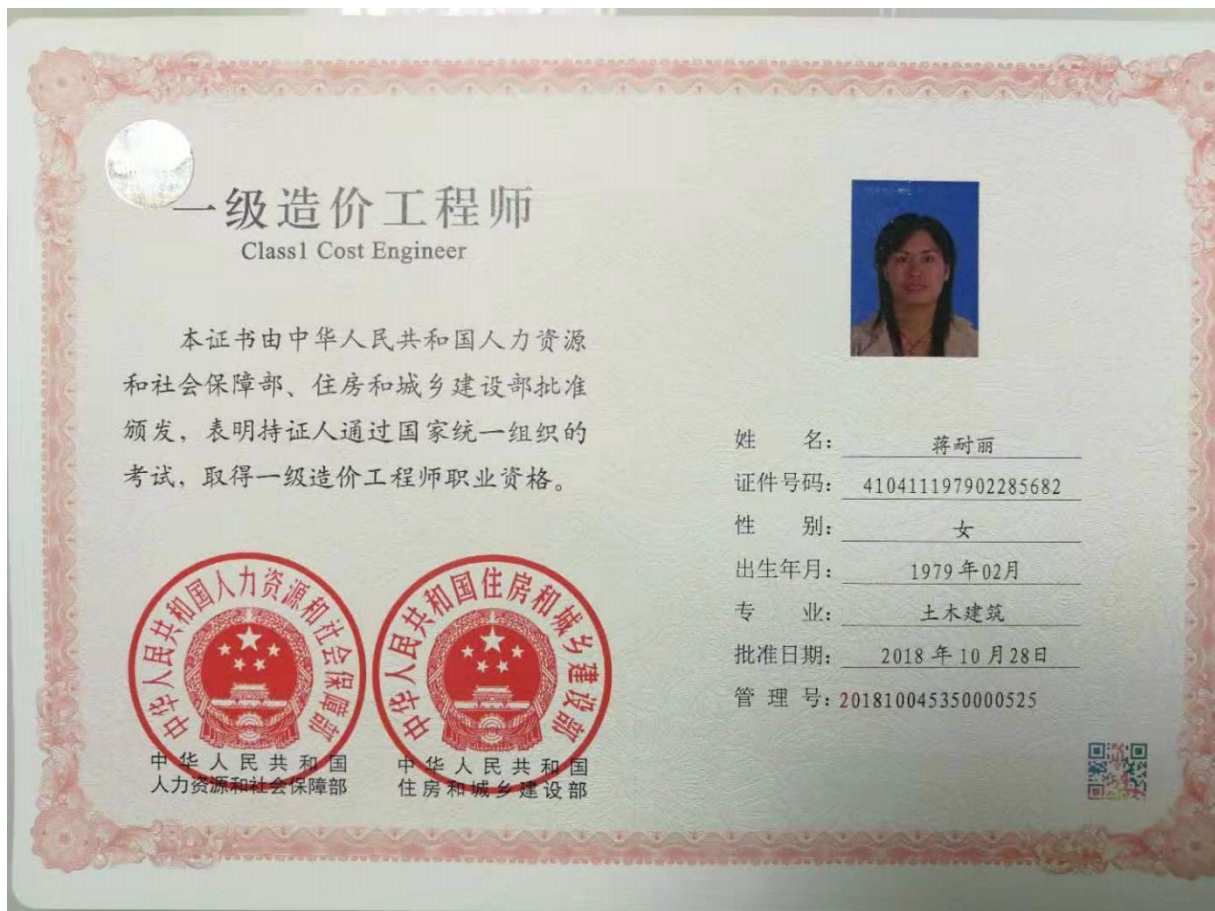 一级造价工程师
Class1 Cost Engineer
本证书由中华人民共和国人力资源
和社会保障部、住房和城乡建设部批准
颁发，表明持证人通过国家统一组织的
考试，取得一级造价工程师职业资格。
中华人民共和国人力资源和社会保障部
中华人民共和国住房和城乡建设部
中华人民共和国
人力资源和社会保障部
中华人民共和国
住房和城乡建设部
姓 名：蒋耐丽
证件号码：410411197902285682
性 别：女
出生年月：1979年02月
专 业：土木建筑
批准日期：2018年10月28日
管 理 号：201810045350000525